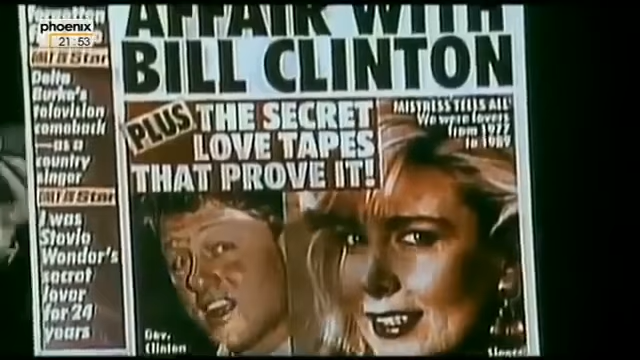 phoenix
21:53
AFFAIR WITH
BILL CLINTON
PLUS
THE SECRET
LOVE TAPES
THAT PROVE IT!
MISTRESS TELLS ALL
We were lovers
from 1977
to 1989
Star
Delta
Burke's
television
comeback
—as a
country
singer
Star
I was
Stevie
Wonder's
secret
lover
for 24
years
Gov.
Clinton